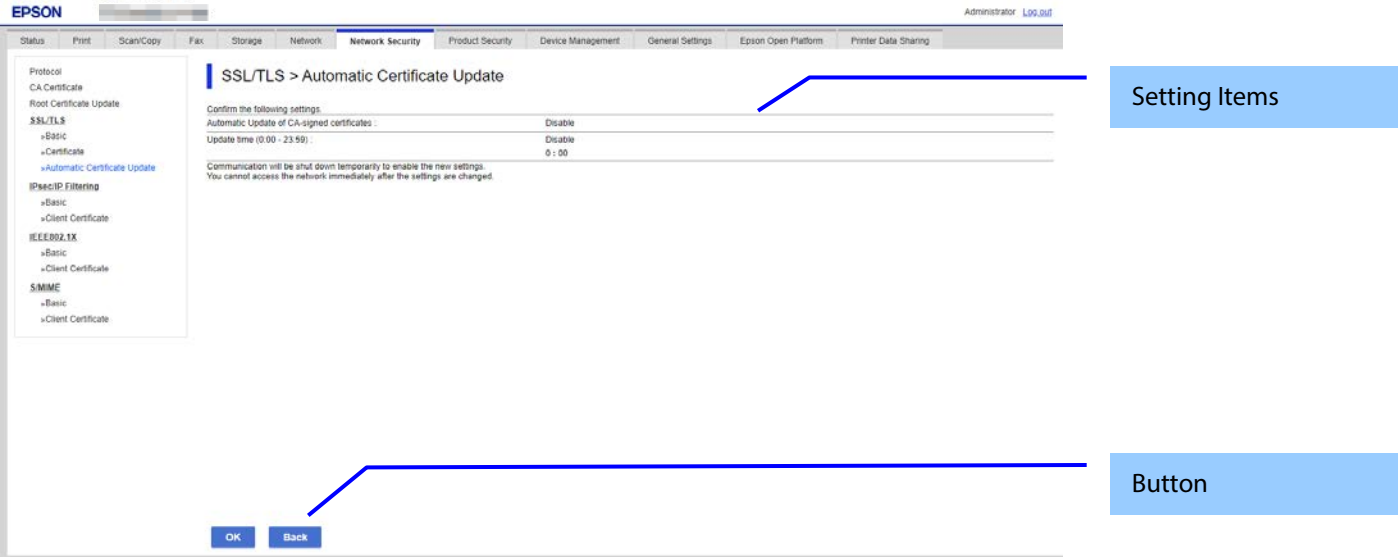 EPSON
Administrator Log out
Status Print Scan/Copy Fax Storage Network Network Security Product Security Device Management General Settings Epson Open Platform Printer Data Sharing
Protocol
CA Certificate
Root Certificate Update
SSL/TLS
»Basic
»Certificate
»Automatic Certificate Update
IPsec/IP Filtering
»Basic
»Client Certificate
IEEE802.1X
»Basic
»Client Certificate
S/MIME
»Basic
»Client Certificate
SSL/TLS > Automatic Certificate Update
Confirm the following settings.
Automatic Update of CA-signed certificates : Disable
Update time (0:00 - 23:59) : Disable
0 : 00
Communication will be shut down temporarily to enable the new settings.
You cannot access the network immediately after the settings are changed.
OK Back
Setting Items
Button